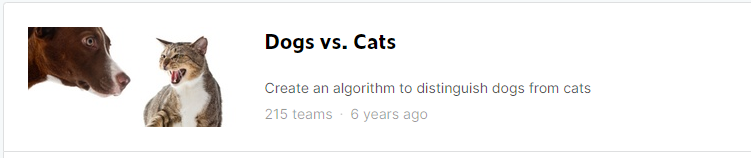 Dogs vs. Cats
Create an algorithm to distinguish dogs from cats
215 teams · 6 years ago